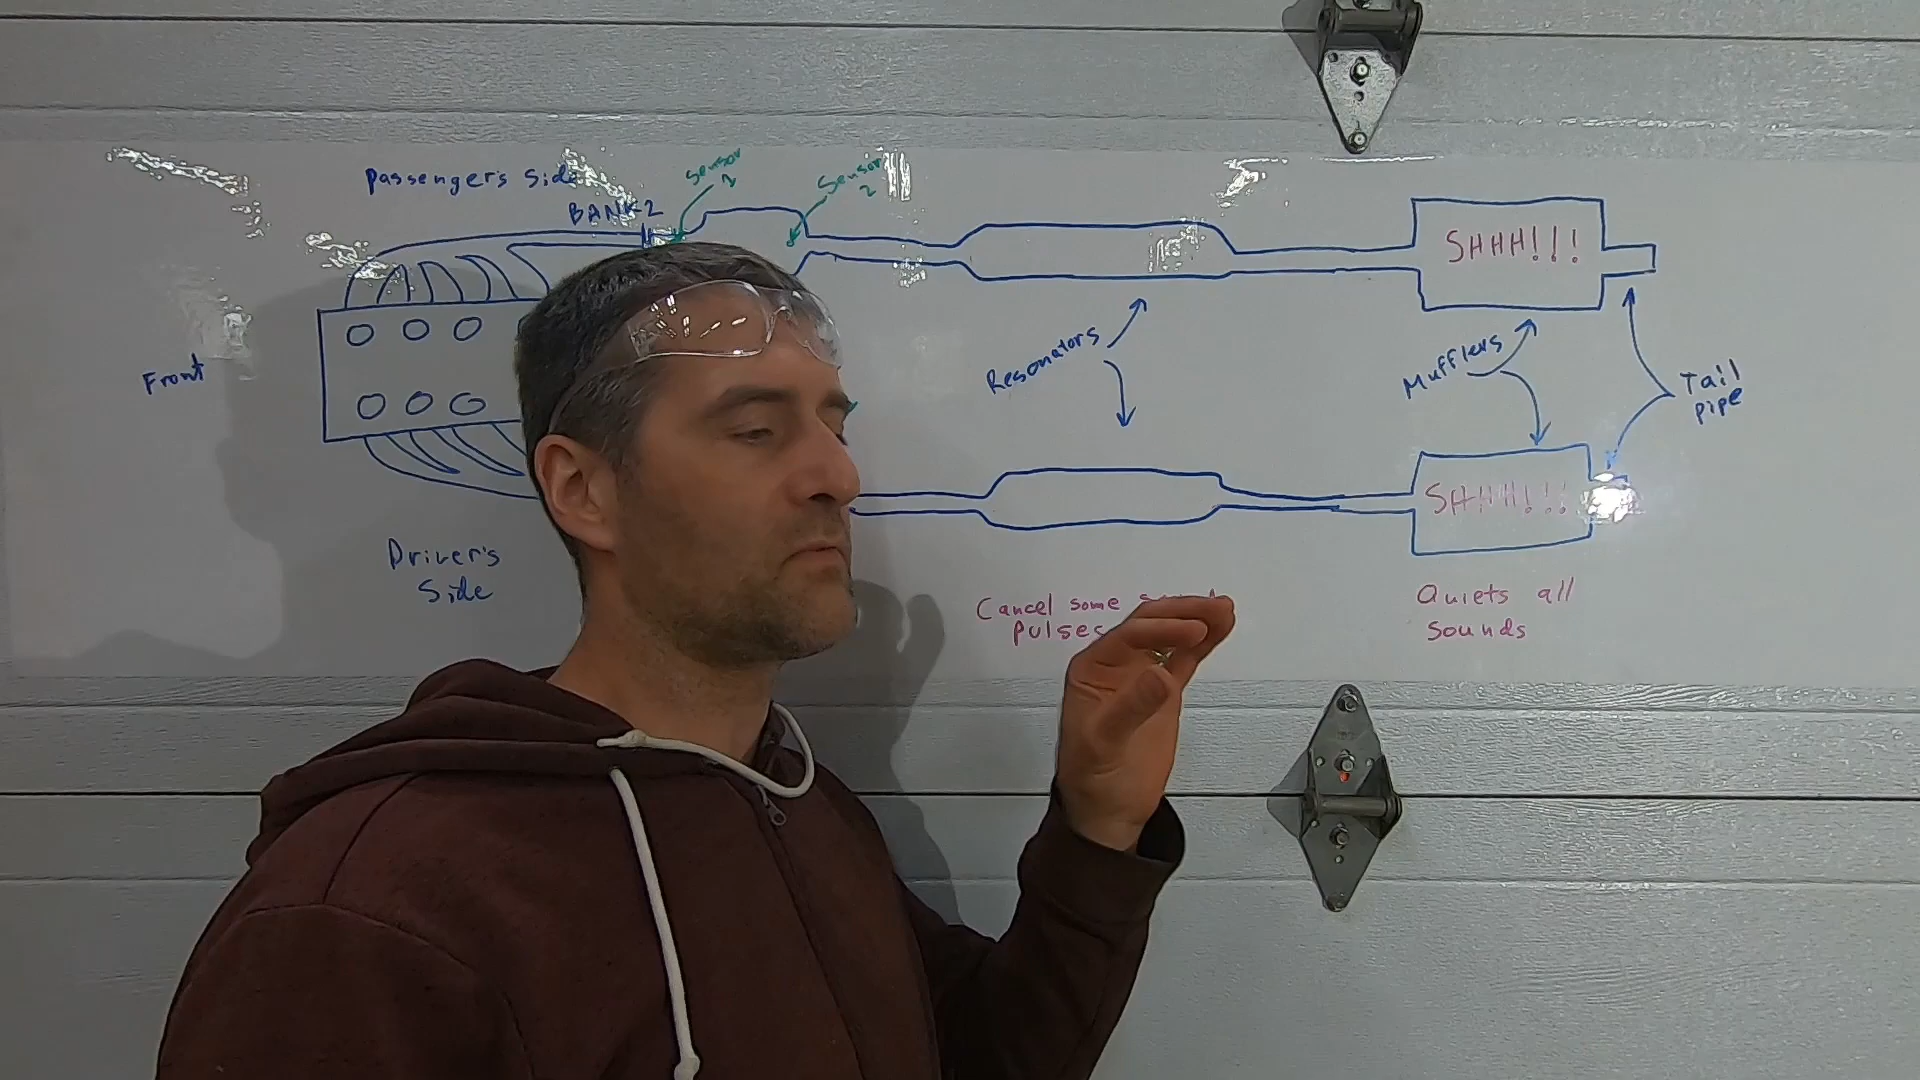 Passenger's Side
BANK 2
Sensor
1
Sensor
2
SHHH!!!
Front
Resonators
Mufflers
Tail
pipe
SHHH!!!
Driver's
Side
Cancel some
pulses
Quiets all
sounds